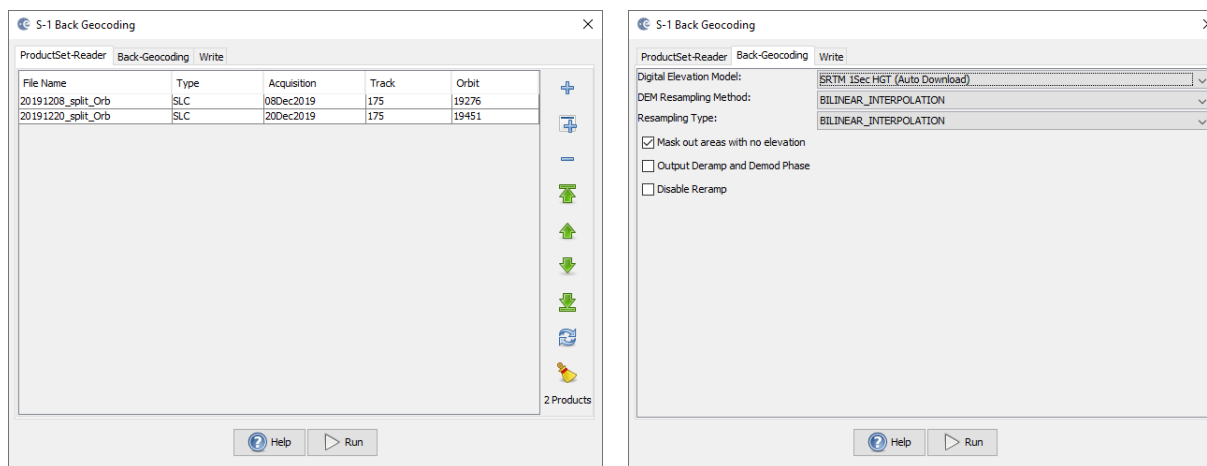 S-1 Back Geocoding
ProductSet-Reader Back-Geocoding Write
File Name Type Acquisition Track Orbit
20191208_split_Orb SLC 08Dec2019 175 19276
20191220_split_Orb SLC 20Dec2019 175 19451
2 Products
Help Run
S-1 Back Geocoding
ProductSet-Reader Back-Geocoding Write
Digital Elevation Model: SRTM 1Sec HGT (Auto Download)
DEM Resampling Method: BILINEAR_INTERPOLATION
Resampling Type: BILINEAR_INTERPOLATION
Mask out areas with no elevation
Output Deramp and Demod Phase
Disable Reramp
Help Run